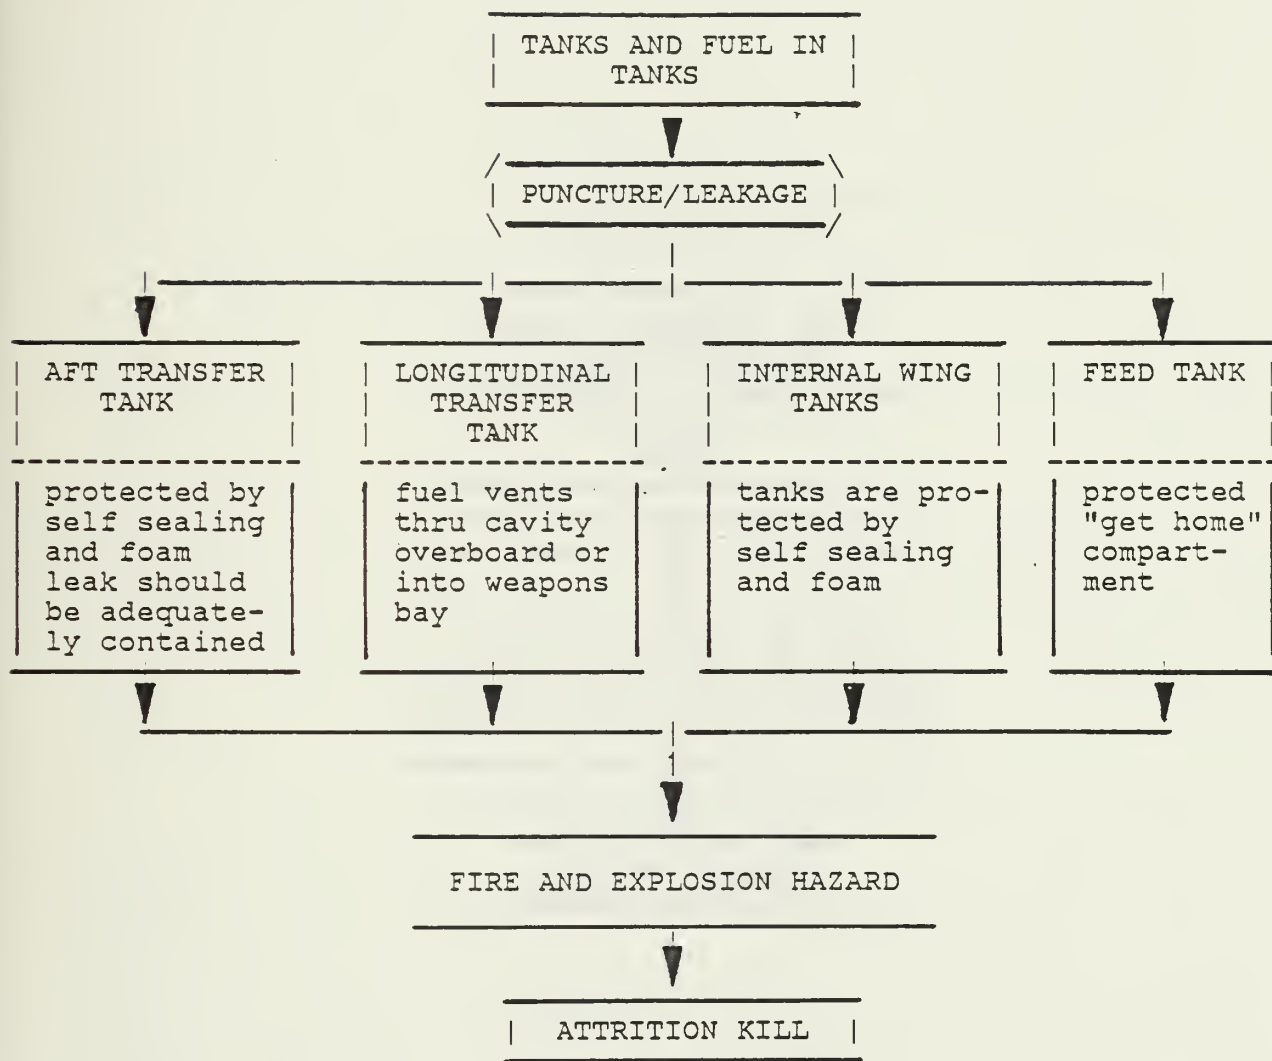 TANKS AND FUEL IN
TANKS
PUNCTURE/LEAKAGE
AFT TRANSFER
TANK
protected by
self sealing
and foam
leak should
be adequate-
ly contained
LONGITUDINAL
TRANSFER
TANK
fuel vents
thru cavity
overboard or
into weapons
bay
INTERNAL WING
TANKS
tanks are pro-
tected by
self sealing
and foam
FEED TANK
protected
"get home"
compart-
ment
FIRE AND EXPLOSION HAZARD
ATTRITION KILL